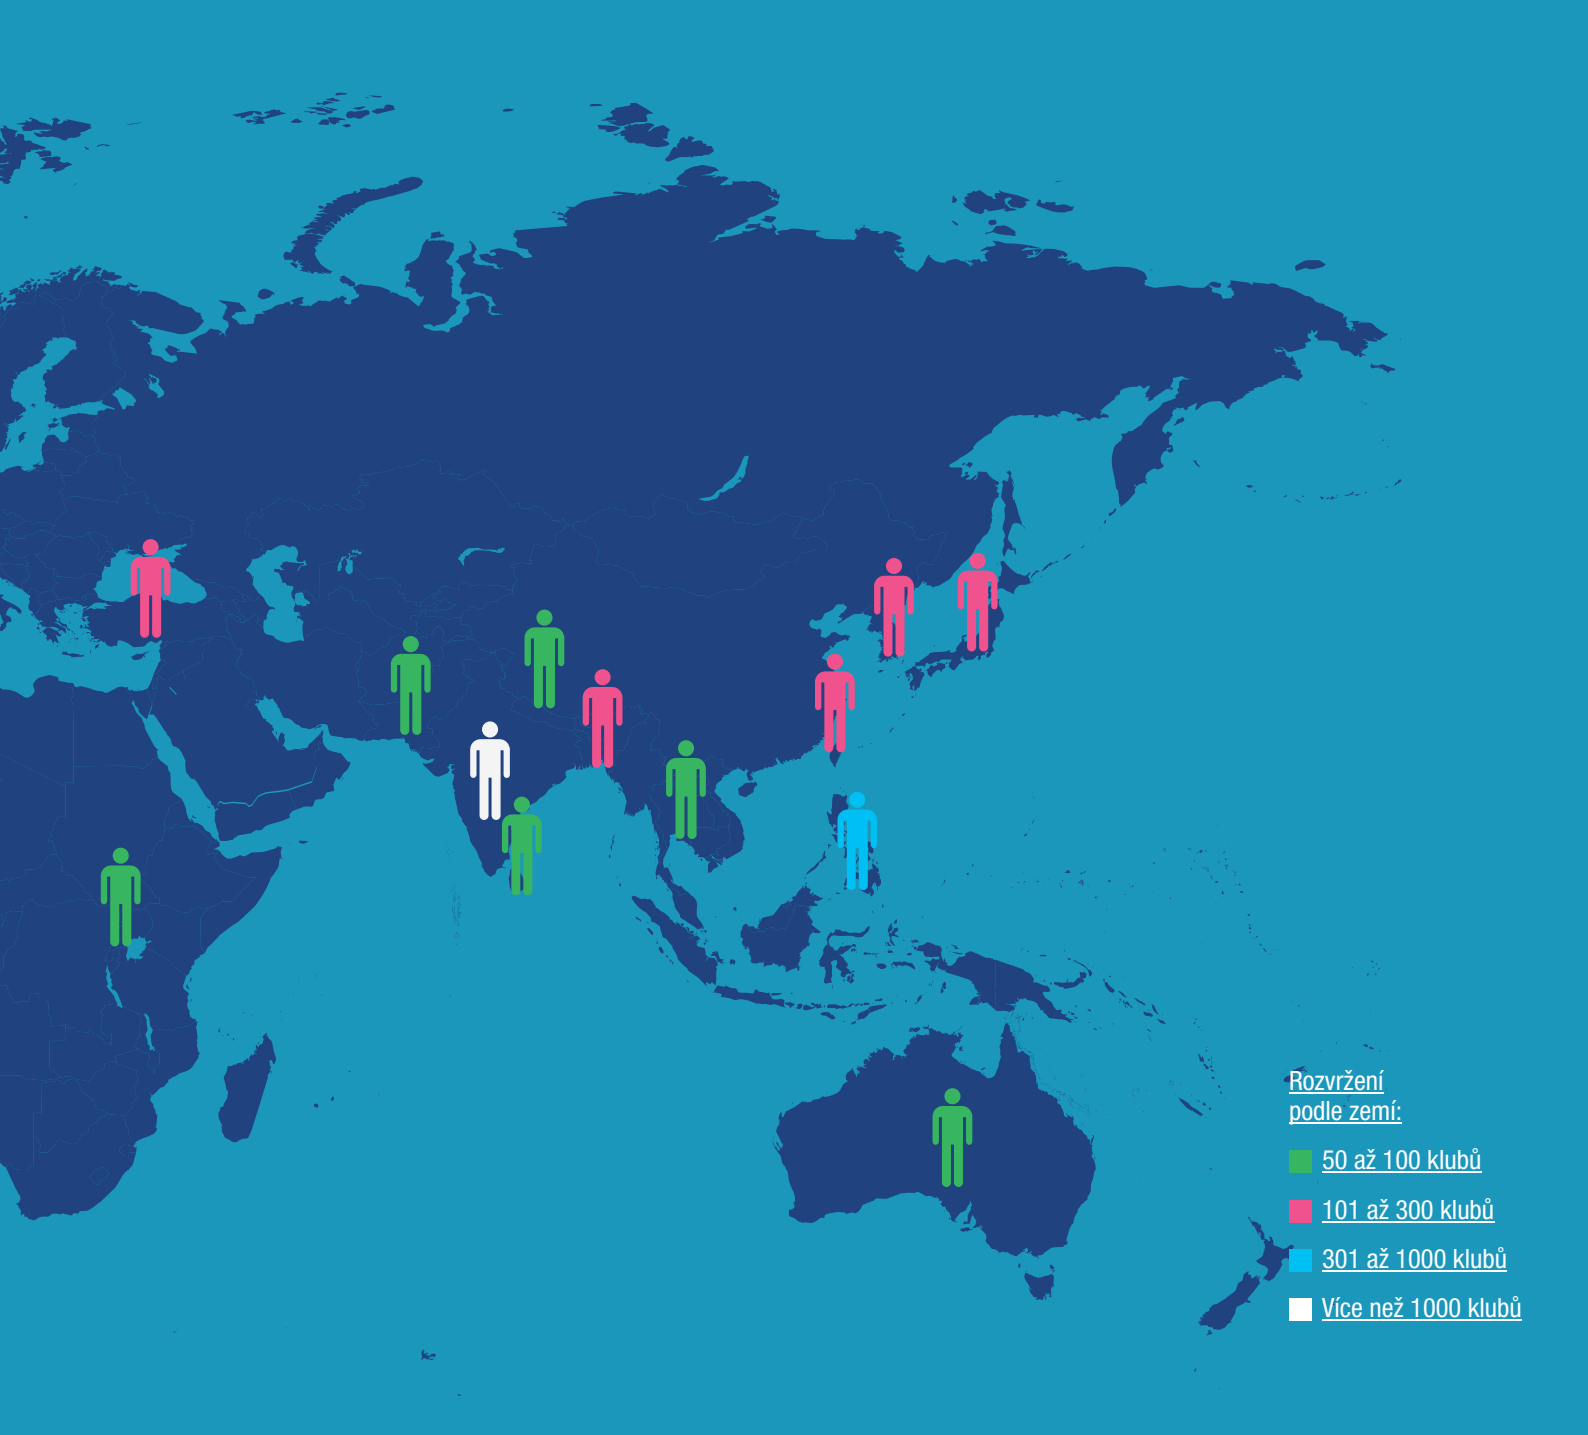 Rozvržení
podle zemí:
50 až 100 klubů
101 až 300 klubů
301 až 1000 klubů
Více než 1000 klubů